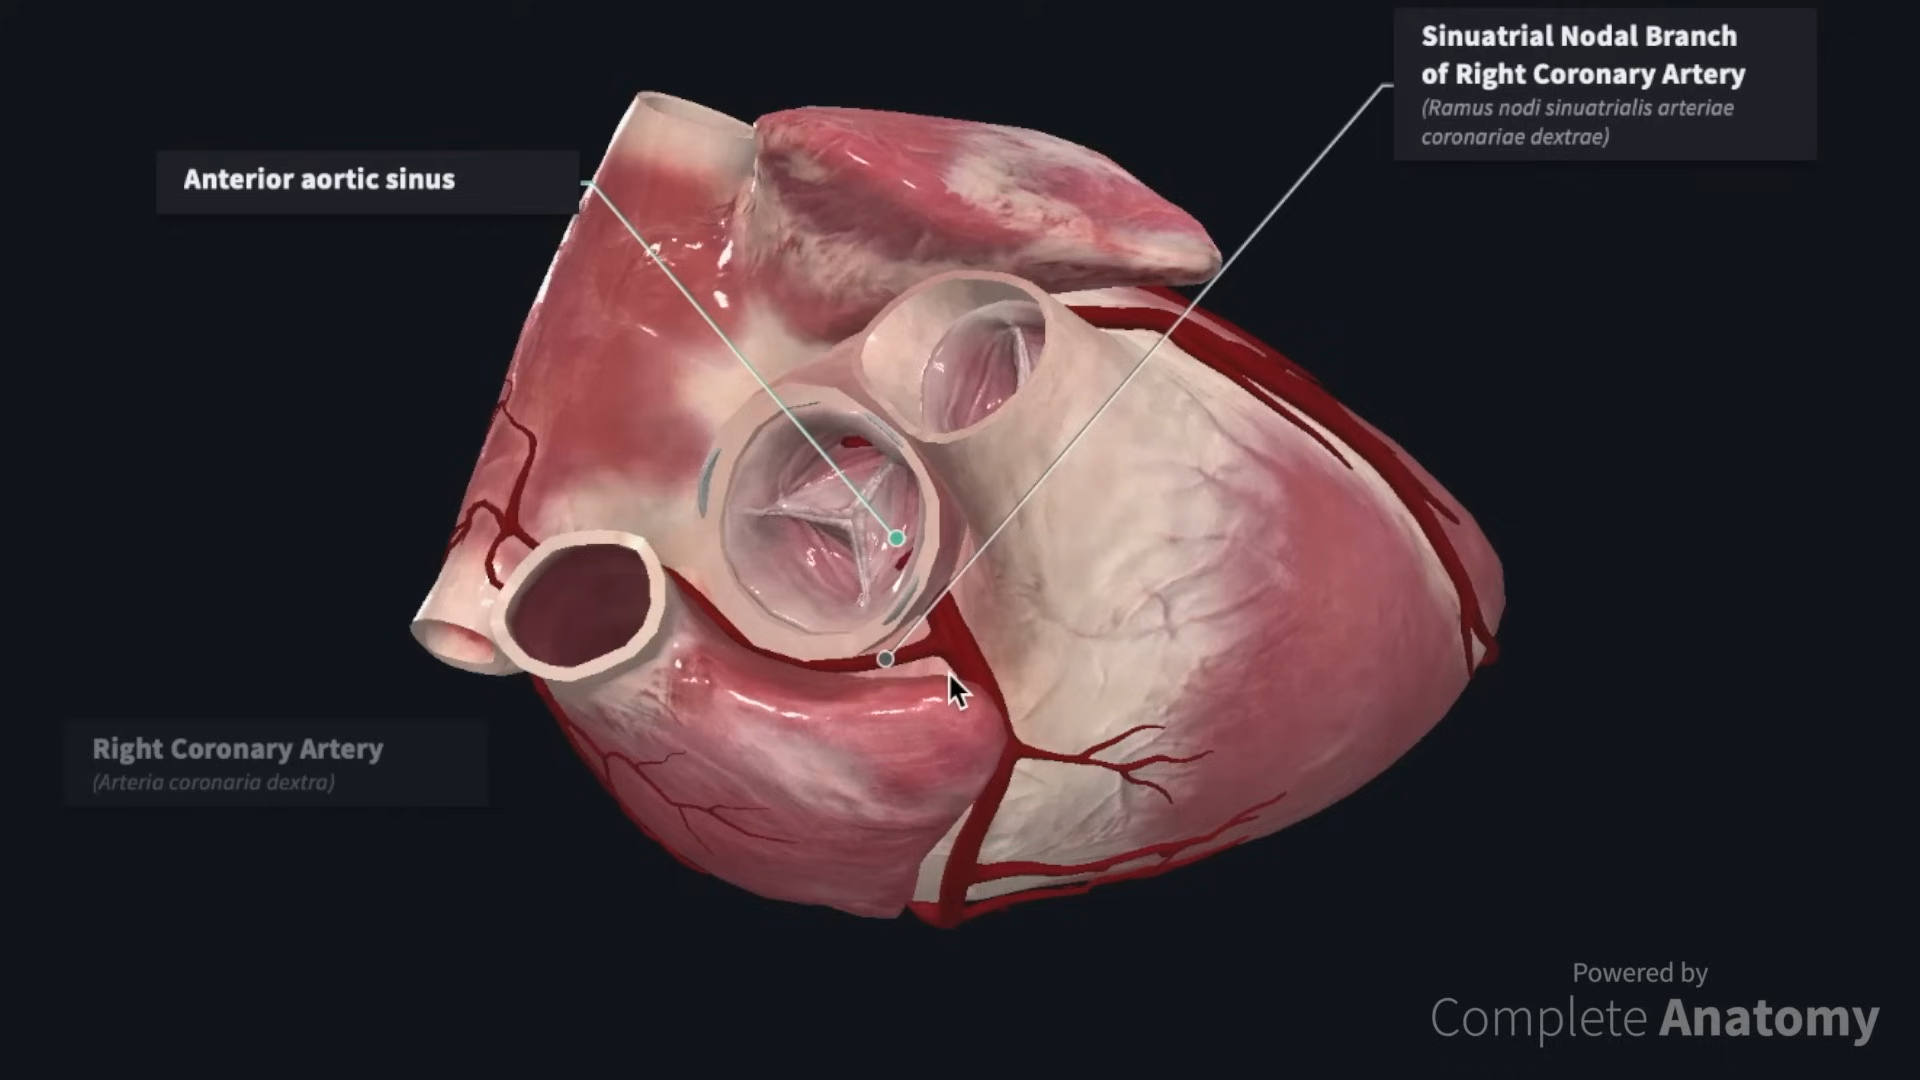 Sinuatrial Nodal Branch
of Right Coronary Artery
(Ramus nodi sinuatrialis arteriae
coronariae dextrae)
Anterior aortic sinus
Right Coronary Artery
(Arteria coronaria dextra)
Powered by
Complete Anatomy